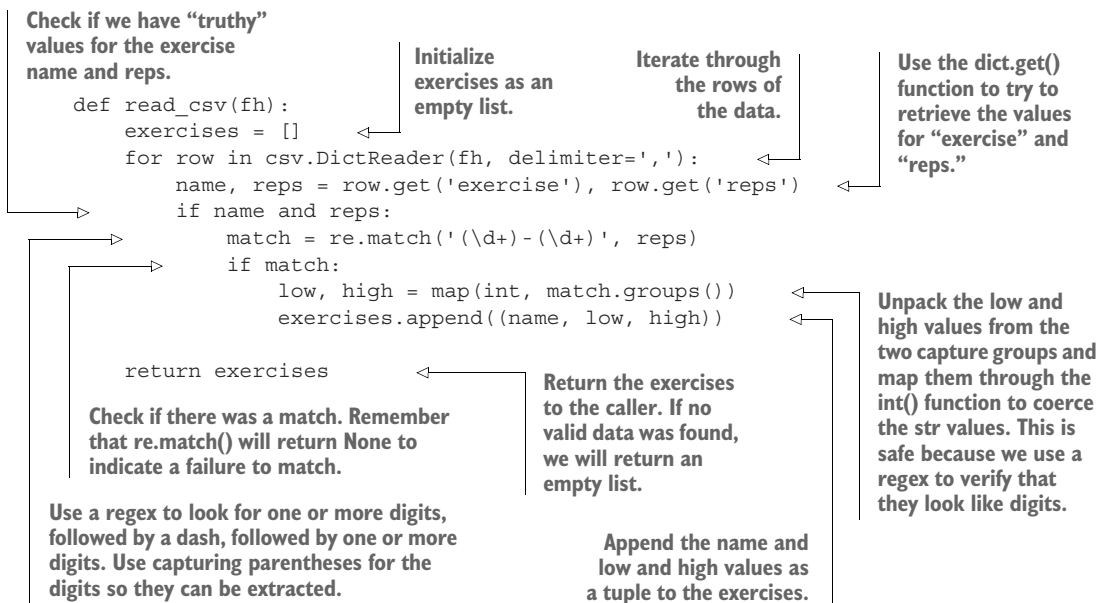 Check if we have “truthy”
values for the exercise
name and reps.
Initialize
exercises as an
empty list.
Iterate through
the rows of
the data.
Use the dict.get()
function to try to
retrieve the values
for “exercise” and
“reps.”
def read_csv(fh):
    exercises = []
    for row in csv.DictReader(fh, delimiter=','):
        name, reps = row.get('exercise'), row.get('reps')
        if name and reps:
            match = re.match('(\d+)-(\d+)', reps)
            if match:
                low, high = map(int, match.groups())
                exercises.append((name, low, high))
    return exercises
Unpack the low and
high values from the
two capture groups and
map them through the
int() function to coerce
the str values. This is
safe because we use a
regex to verify that
they look like digits.
Return the exercises
to the caller. If no
valid data was found,
we will return an
empty list.
Check if there was a match. Remember
that re.match() will return None to
indicate a failure to match.
Use a regex to look for one or more digits,
followed by a dash, followed by one or more
digits. Use capturing parentheses for the
digits so they can be extracted.
Append the name and
low and high values as
a tuple to the exercises.